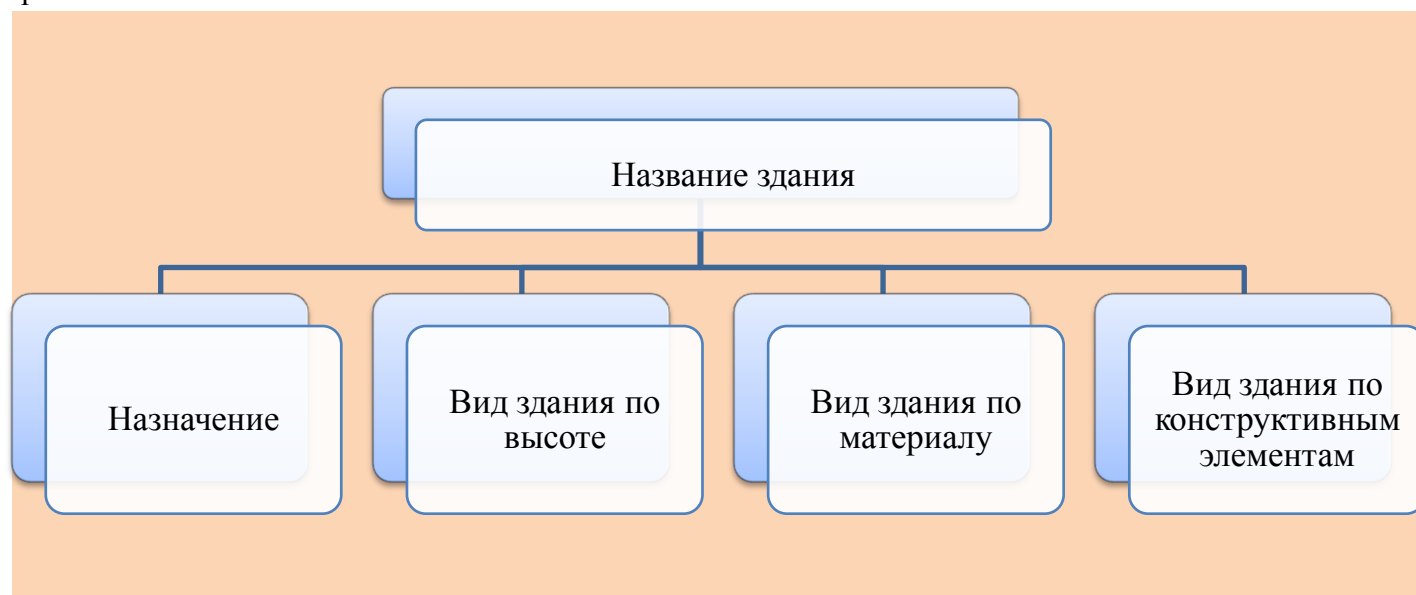 Название здания
Назначение
Вид здания по
высоте
Вид здания по
материалу
Вид здания по
конструктивным
элементам